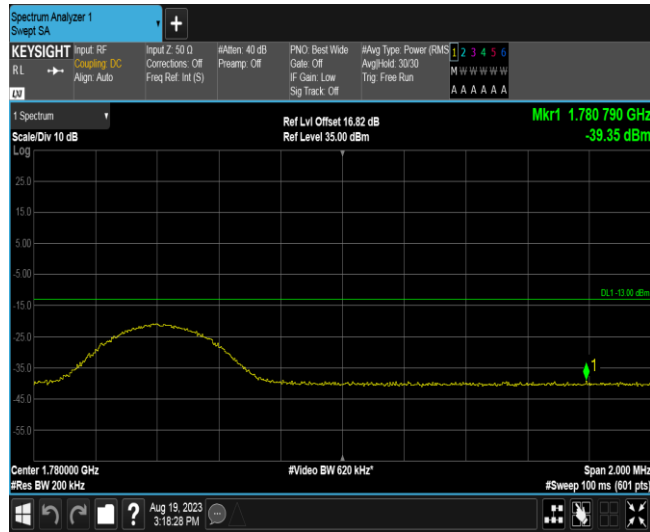 Spectrum Analyzer 1
Swept SA
+
KEYSIGHT
RL
LXI
Input: RF
Coupling: DC
Align: Auto
Input Z: 50 Ω
Corrections: Off
Freq Ref: Int (S)
#Atten: 40 dB
Preamp: Off
PNO: Best Wide
Gate: Off
IF Gain: Low
Sig Track: Off
#Avg Type: Power (RMS
Avg|Hold: 30/30
Trig: Free Run
1 2 3 4 5 6
M W W W W W
A A A A A A
1 Spectrum
Scale/Div 10 dB
Log
Ref Lvl Offset 16.82 dB
Ref Level 35.00 dBm
Mkr1 1.780 790 GHz
-39.35 dBm
25.0
15.0
5.00
-5.00
DL1 -13.00 dBm
-15.0
-25.0
-35.0
1
-45.0
-55.0
Center 1.780000 GHz
#Video BW 620 kHz*
Span 2.000 MHz
#Res BW 200 kHz
#Sweep 100 ms (601 pts)
?
Aug 19, 2023
3:18:28 PM